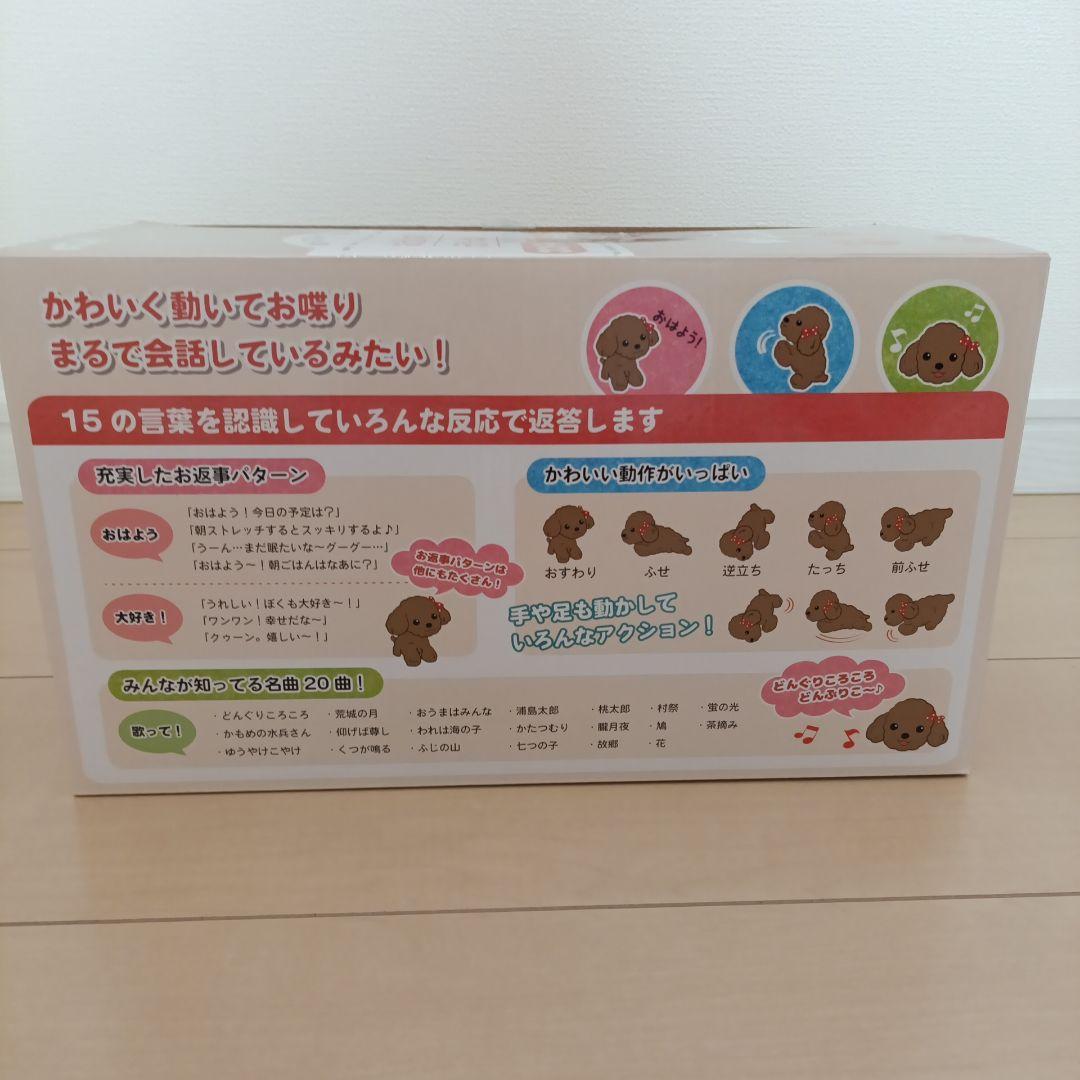 かわいく動いてお喋り
まるで会話しているみたい！
おはよう！
15の言葉を認識していろんな反応で返答します
充実したお返事パターン
おはよう
「おはよう！今日の予定は？」
「朝ストレッチするとスッキリするよ♪」
「うーん…まだ眠たいな～グーグー…」
「おはよう～！朝ごはんはなあに？」
お返事パターンは
他にもたくさん！
大好き！
「うれしい！ぼくも大好き～！」
「ワンワン！幸せだな～」
「クゥーン。嬉しい～！」
かわいい動作がいっぱい
おすわり ふせ 逆立ち たっち 前ふせ
手や足も動かして
いろんなアクション！
みんなが知ってる名曲20曲！
歌って！
・どんぐりころころ ・荒城の月 ・おうまはみんな ・浦島太郎 ・桃太郎 ・村祭 ・蛍の光
・かもめの水兵さん ・仰げば尊し ・われは海の子 ・かたつむり ・朧月夜 ・鳩 ・茶摘み
・ゆうやけこやけ ・くつが鳴る ・ふじの山 ・七つの子 ・故郷 ・花
どんぐりころころ
どんぶりこ～♪